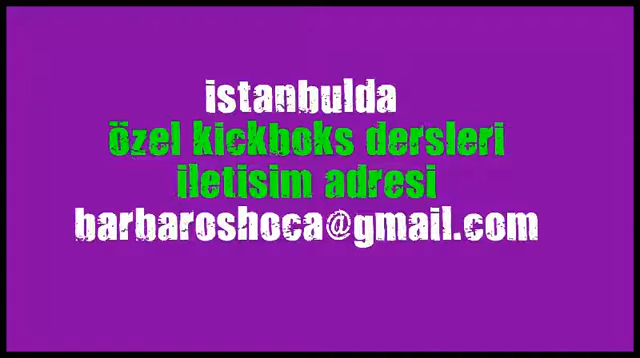 istanbulda
özel kickboks dersleri
iletisim adresi
barbaroshoca@gmail.com